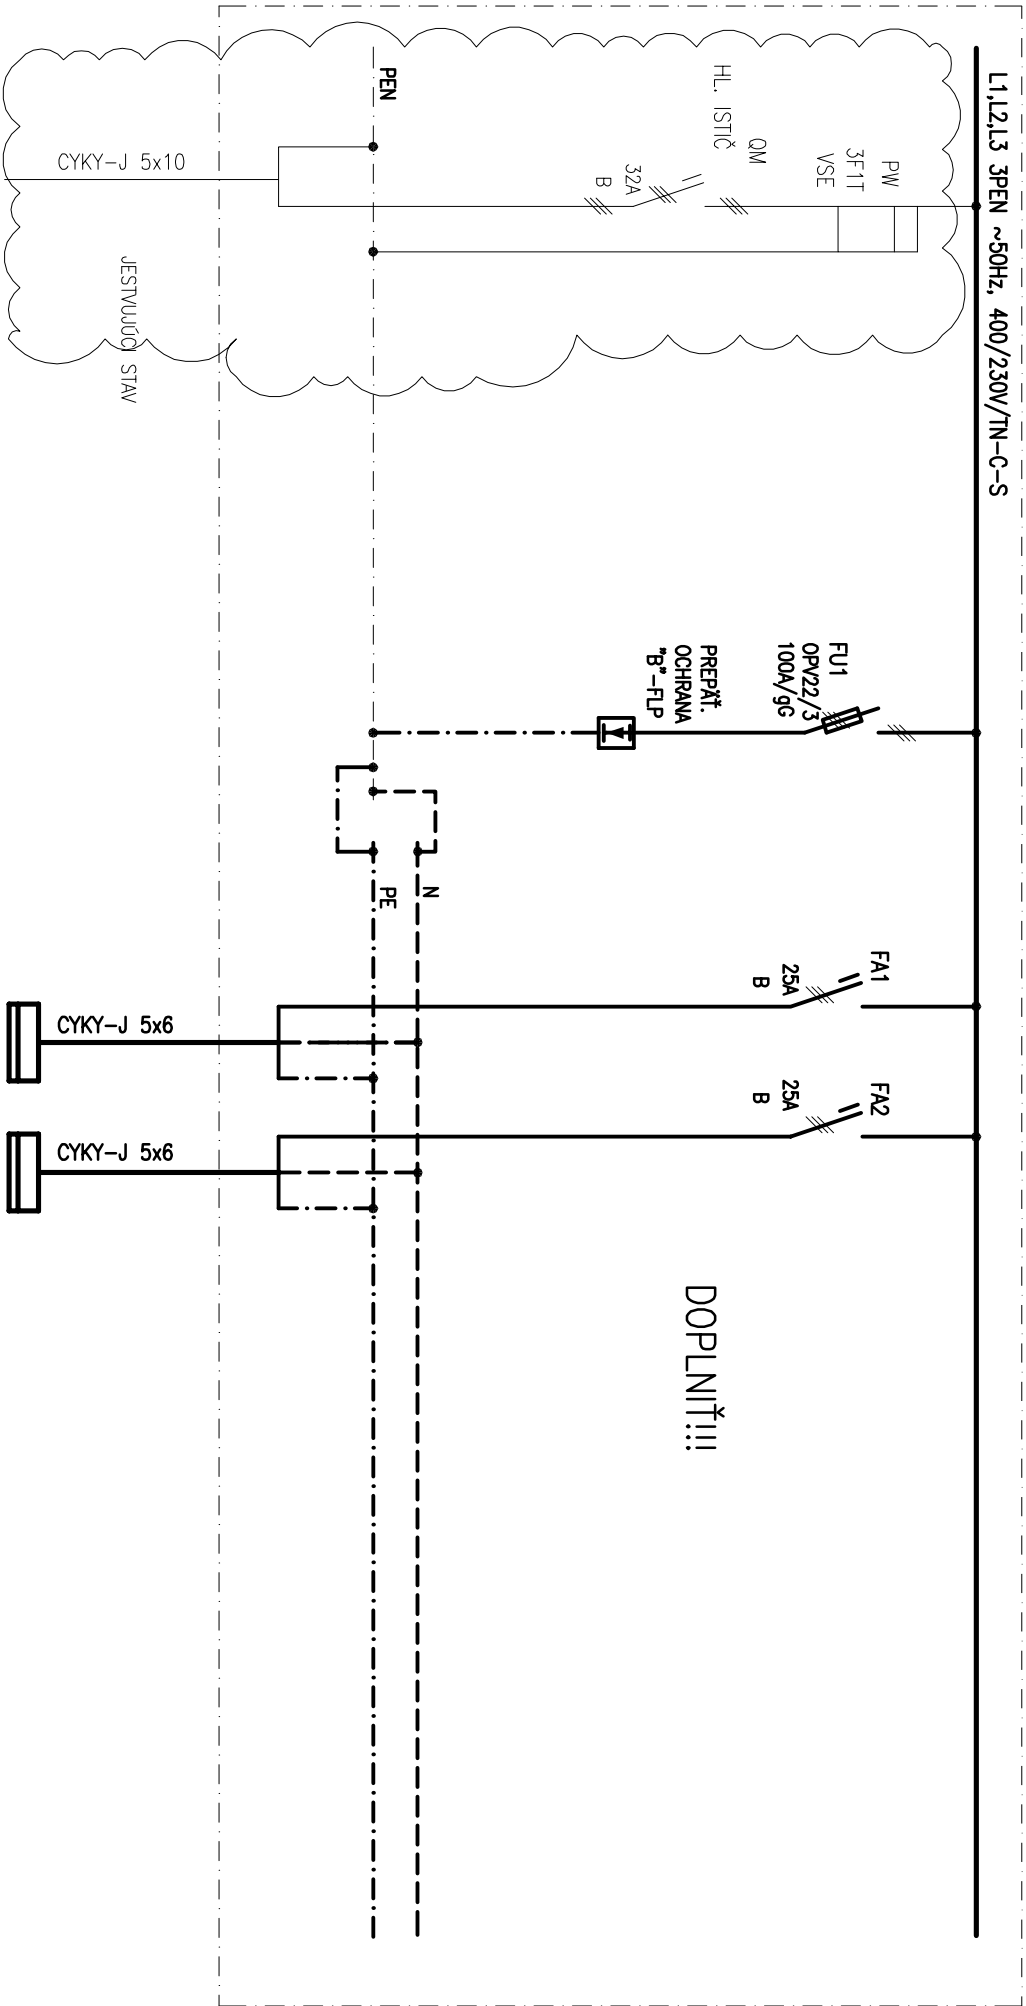 L1,L2,L3 3PEN ~50Hz, 400/230V/TN-C-S
PW
3F1T
VSE
QM
HL. ISTIČ
32A
B
PEN
CYKY-J 5x10
JESTVUJÚCI STAV
FU1
OPV22/3
100A/gG
PREPÄŤ.
OCHRANA
"B"-FLP
N
PE
FA1
25A
B
CYKY-J 5x6
FA2
25A
B
CYKY-J 5x6
DOPLNIŤ!!!